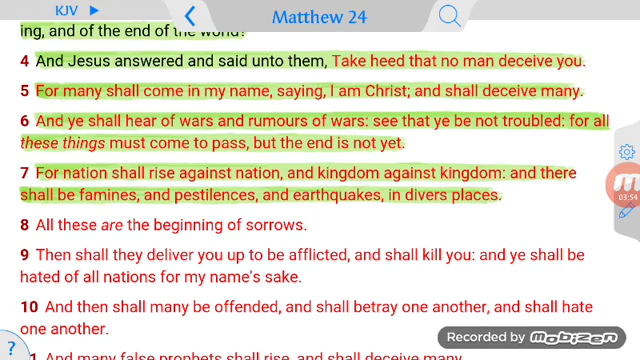 KJV
Matthew 24
ing, and of the end of the world?
4 And Jesus answered and said unto them, Take heed that no man deceive you.
5 For many shall come in my name, saying, I am Christ; and shall deceive many.
6 And ye shall hear of wars and rumours of wars: see that ye be not troubled: for all
these things must come to pass, but the end is not yet.
7 For nation shall rise against nation, and kingdom against kingdom: and there
shall be famines, and pestilences, and earthquakes, in divers places.
03:54
8 All these are the beginning of sorrows.
9 Then shall they deliver you up to be afflicted, and shall kill you: and ye shall be
hated of all nations for my name's sake.
10 And then shall many be offended, and shall betray one another, and shall hate
one another.
Recorded by mobizen
?
11 And many false prophets shall rise, and shall deceive many.